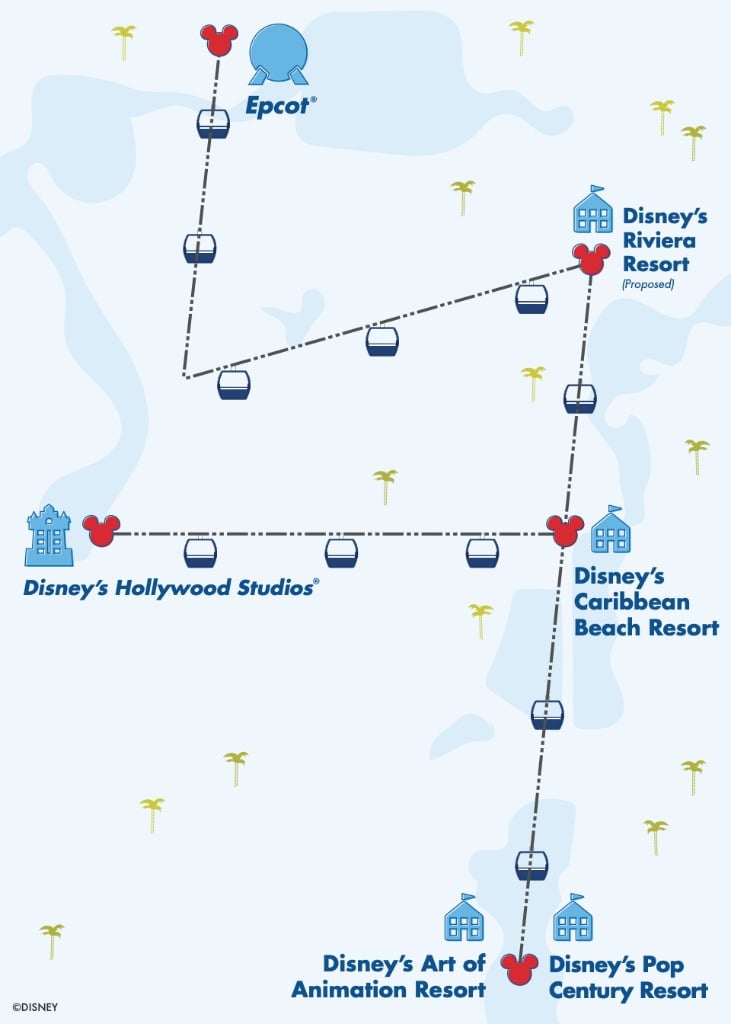 Epcot®
Disney's
Riviera
Resort
(Proposed)
Disney's Hollywood Studios®
Disney's
Caribbean
Beach Resort
Disney's Art of
Animation Resort
Disney's Pop
Century Resort
©DISNEY